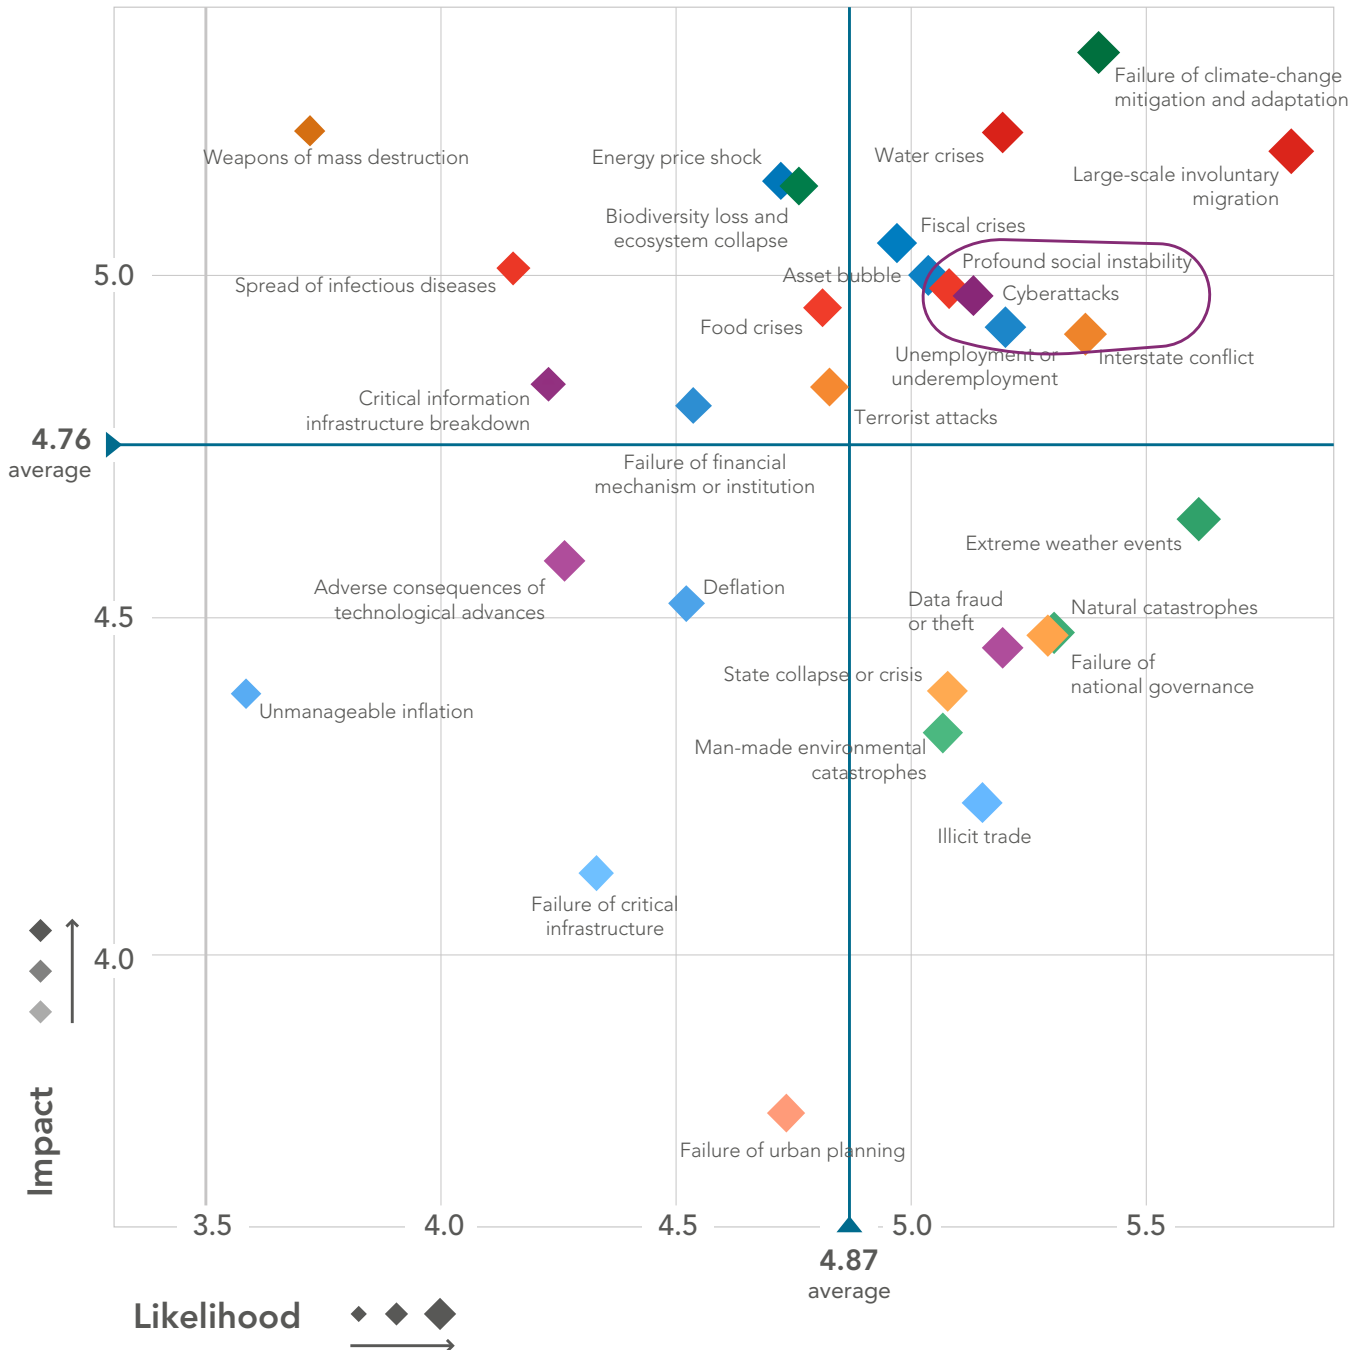 Failure of climate-change
mitigation and adaptation
Weapons of mass destruction
Energy price shock
Water crises
Large-scale involuntary
migration
Biodiversity loss and
ecosystem collapse
Fiscal crises
Profound social instability
5.0
Spread of infectious diseases
Asset bubble
Cyberattacks
Food crises
Unemployment or
underemployment
Interstate conflict
Critical information
infrastructure breakdown
Terrorist attacks
4.76
average
Failure of financial
mechanism or institution
Extreme weather events
Adverse consequences of
technological advances
Deflation
Data fraud
or theft
Natural catastrophes
4.5
Failure of
national governance
State collapse or crisis
Unmanageable inflation
Man-made environmental
catastrophes
Illicit trade
Failure of critical
infrastructure
4.0
Impact
Failure of urban planning
3.5
4.0
4.5
5.0
5.5
4.87
average
Likelihood